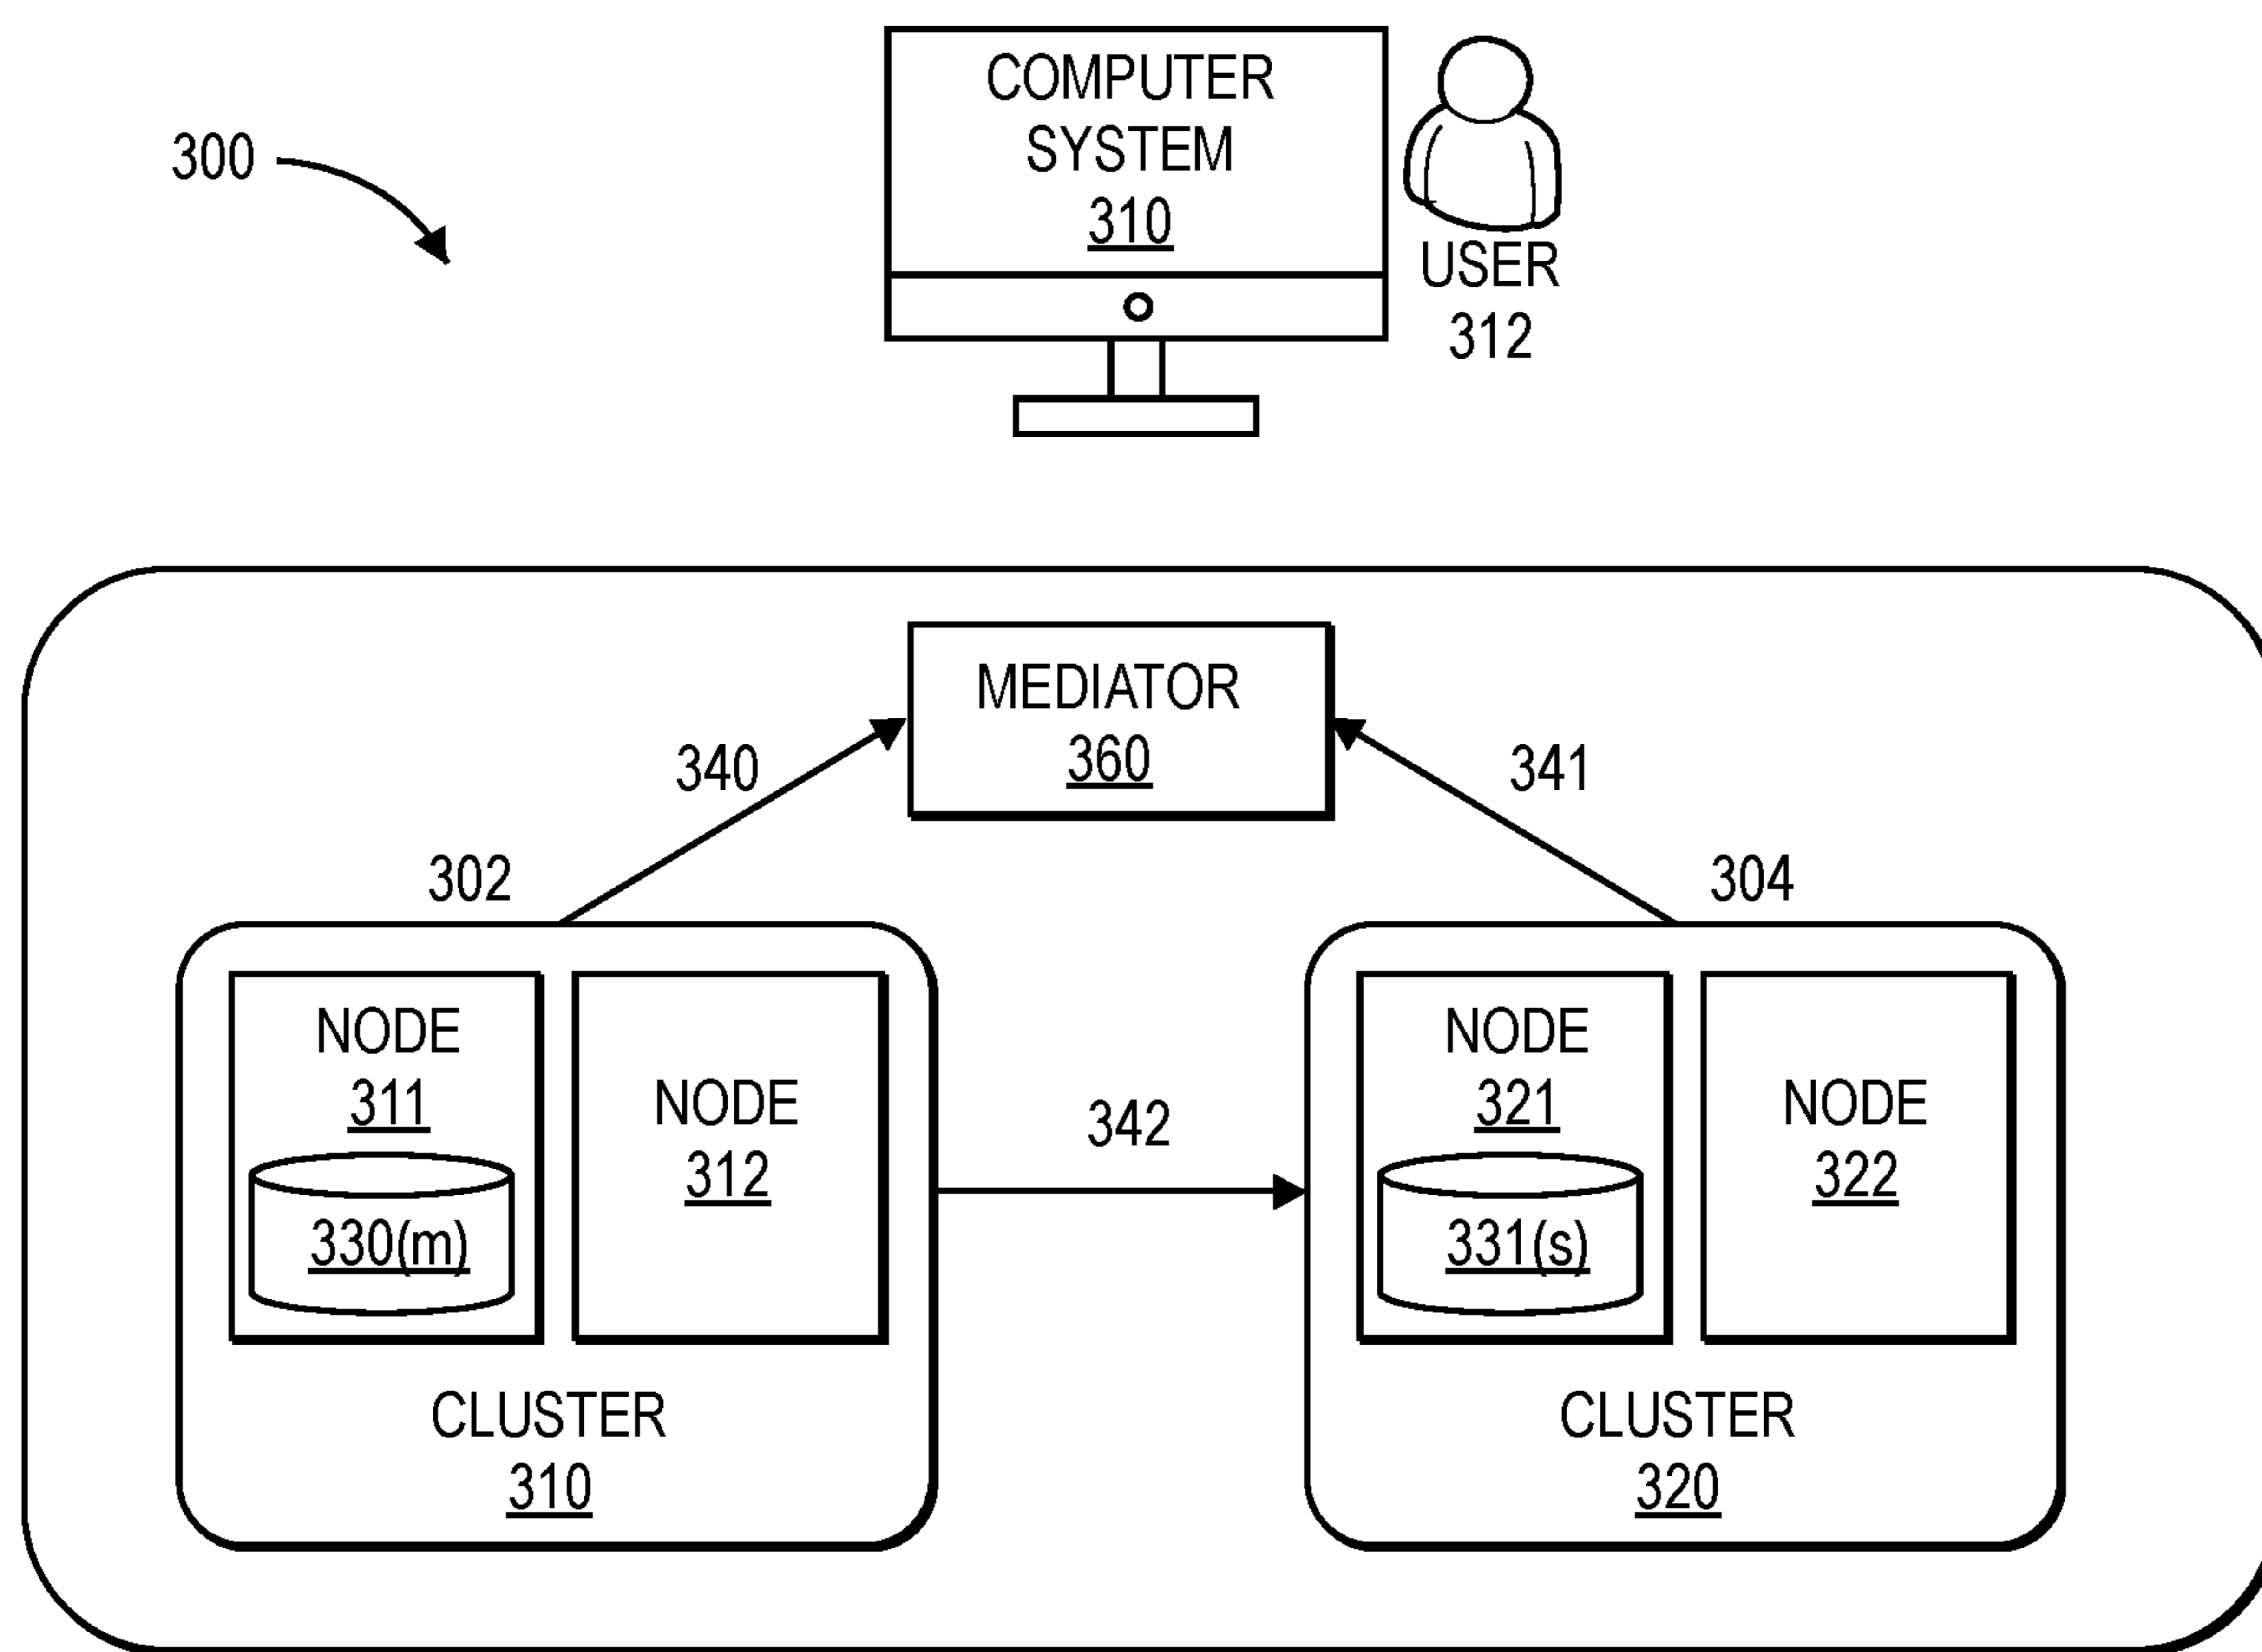 COMPUTER
SYSTEM
310
300
USER
312
MEDIATOR
360
340
341
302
304
NODE
311
330(m)
NODE
312
CLUSTER
310
342
NODE
321
331(s)
NODE
322
CLUSTER
320